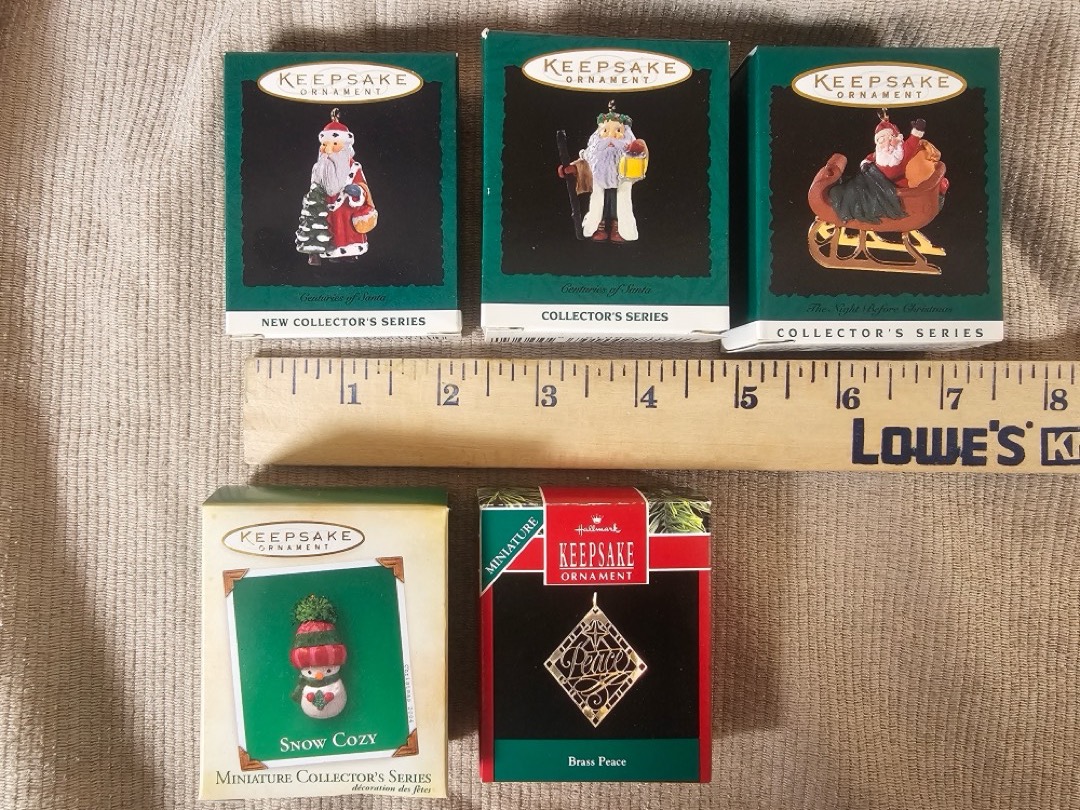 KEEPSAKE
ORNAMENT
Centuries of Santa
NEW COLLECTOR'S SERIES
KEEPSAKE
ORNAMENT
Centuries of Santa
COLLECTOR'S SERIES
KEEPSAKE
ORNAMENT
The Night Before Christmas
COLLECTOR'S SERIES
1 2 3 4 5 6 7 8
LOWE'S
KEEPSAKE
ORNAMENT
SNOW COZY
MINIATURE COLLECTOR'S SERIES
décoration des fêtes
MINIATURE
Hallmark
KEEPSAKE
ORNAMENT
Peace
Brass Peace